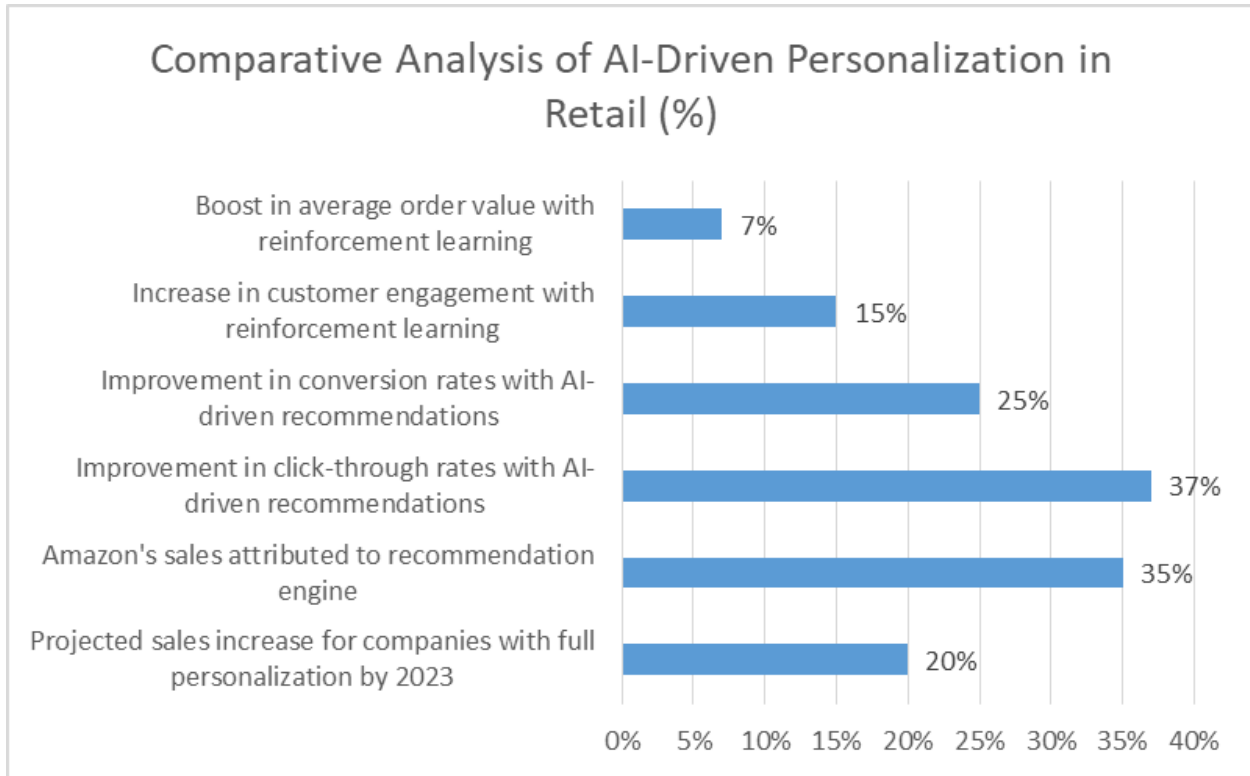 Comparative Analysis of AI-Driven Personalization in
Retail (%)
Boost in average order value with
reinforcement learning
7%
Increase in customer engagement with
reinforcement learning
15%
Improvement in conversion rates with AI-
driven recommendations
25%
Improvement in click-through rates with AI-
driven recommendations
37%
Amazon's sales attributed to recommendation
engine
35%
Projected sales increase for companies with full
personalization by 2023
20%
0% 5% 10% 15% 20% 25% 30% 35% 40%